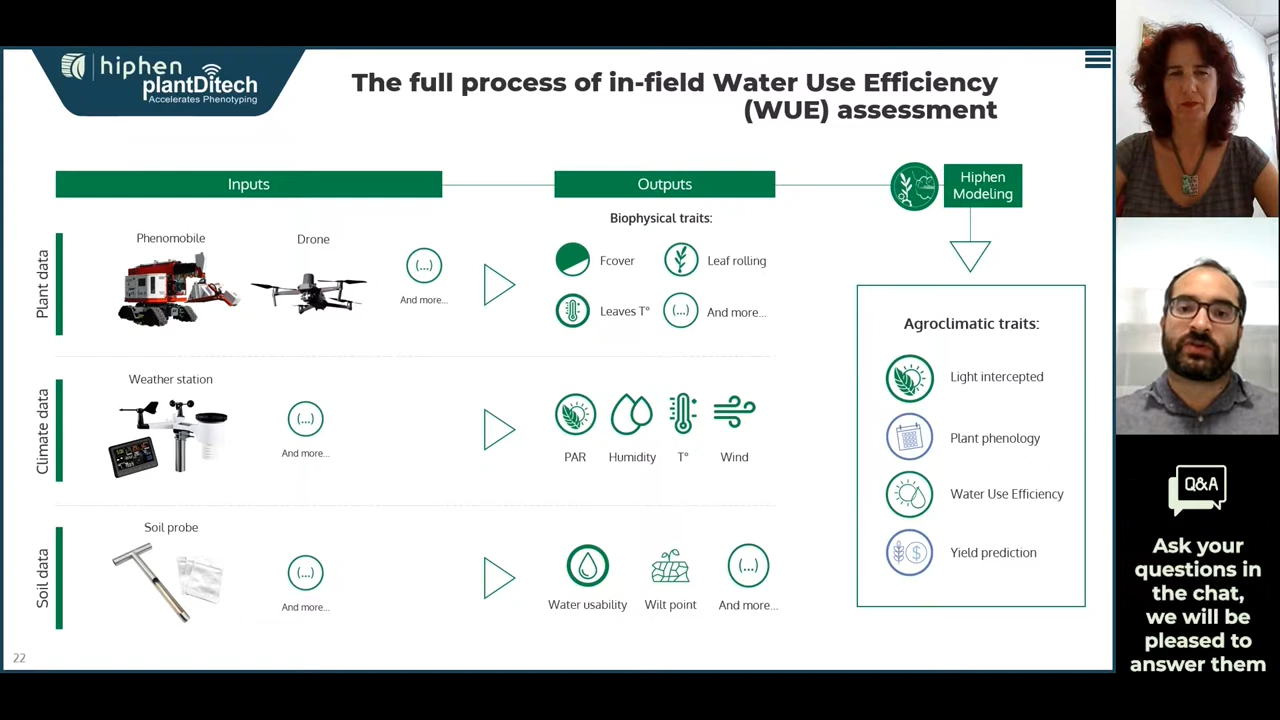 hiphen
plantDitech
Accelerates Phenotyping
The full process of in-field Water Use Efficiency
(WUE) assessment
Inputs
Outputs
Hiphen
Modeling
Plant data
Phenomobile
Drone
(...)
And more...
Biophysical traits:
Fcover
Leaf rolling
Leaves T°
(...)
And more...
Climate data
Weather station
(...)
And more...
PAR
Humidity
T°
Wind
Soil data
Soil probe
(...)
And more...
Water usability
Wilt point
(...)
And more...
Agroclimatic traits:
Light intercepted
Plant phenology
Water Use Efficiency
$
Yield prediction
22
Q&A
Ask your
questions in
the chat,
we will be
pleased to
answer them